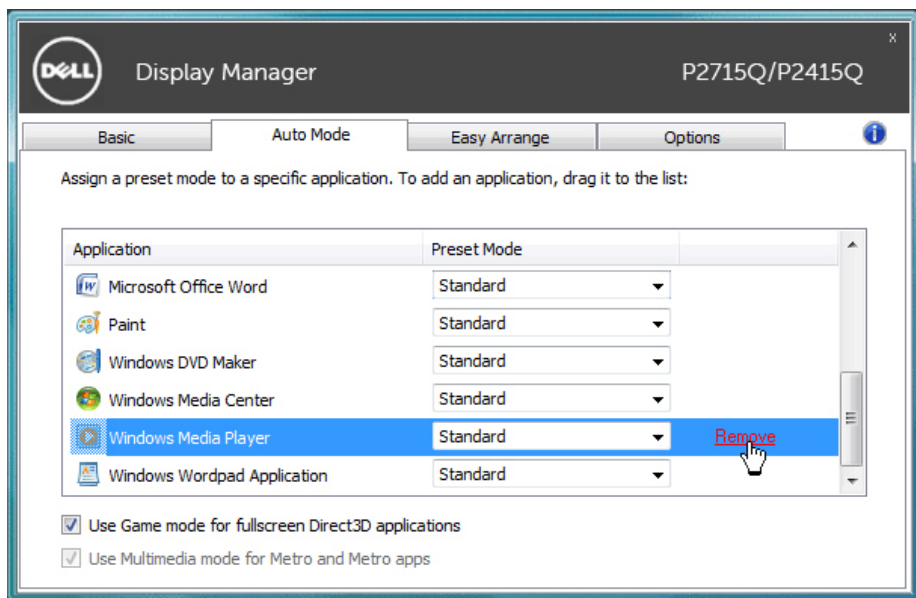 DELL Display Manager P2715Q/P2415Q x
Basic Auto Mode Easy Arrange Options i
Assign a preset mode to a specific application. To add an application, drag it to the list:
Application Preset Mode
Microsoft Office Word Standard
Paint Standard
Windows DVD Maker Standard
Windows Media Center Standard
Windows Media Player Standard Remove
Windows Wordpad Application Standard
Use Game mode for fullscreen Direct3D applications
Use Multimedia mode for Metro and Metro apps